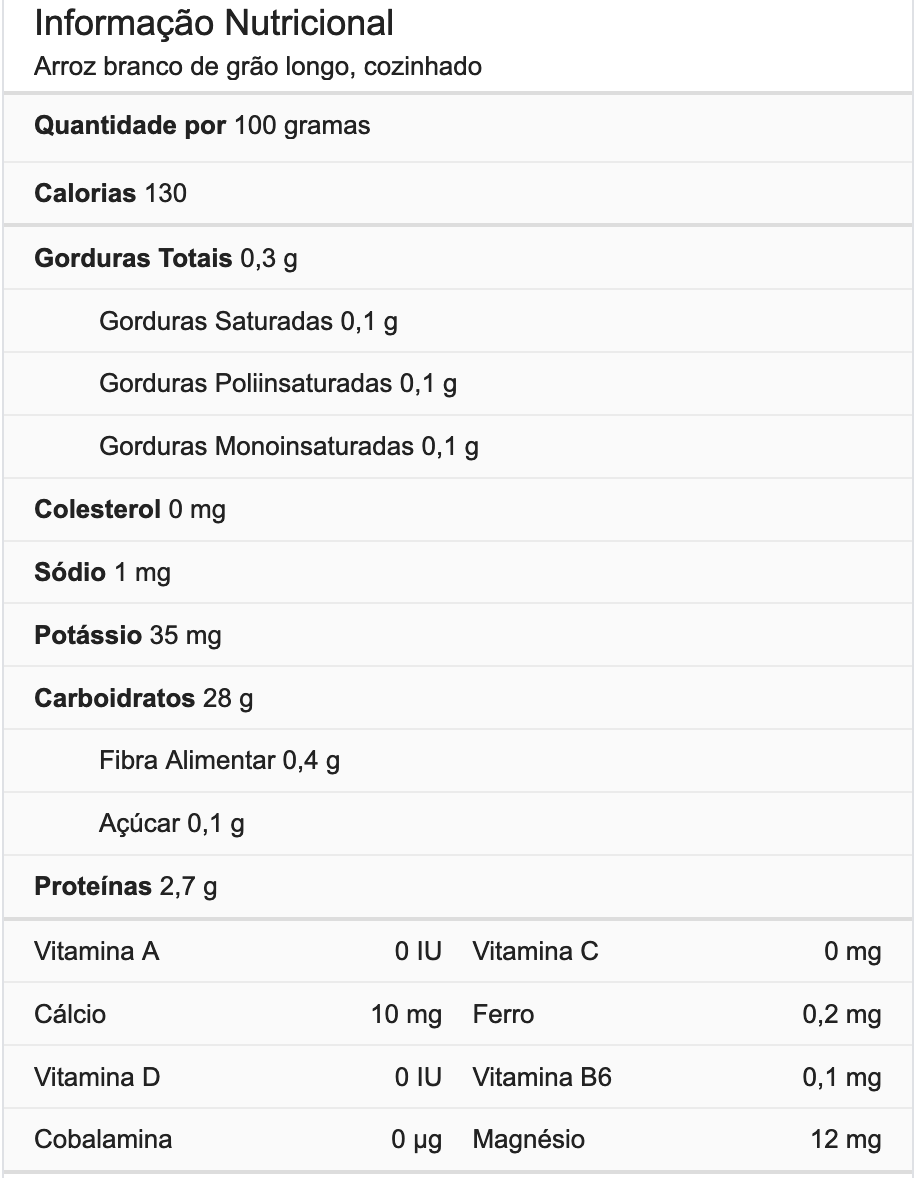 Informação Nutricional
Arroz branco de grão longo, cozinhado
Quantidade por 100 gramas
Calorias 130
Gorduras Totais 0,3 g
Gorduras Saturadas 0,1 g
Gorduras Poliinsaturadas 0,1 g
Gorduras Monoinsaturadas 0,1 g
Colesterol 0 mg
Sódio 1 mg
Potássio 35 mg
Carboidratos 28 g
Fibra Alimentar 0,4 g
Açúcar 0,1 g
Proteínas 2,7 g
Vitamina A 0 IU Vitamina C 0 mg
Cálcio 10 mg Ferro 0,2 mg
Vitamina D 0 IU Vitamina B6 0,1 mg
Cobalamina 0 µg Magnésio 12 mg